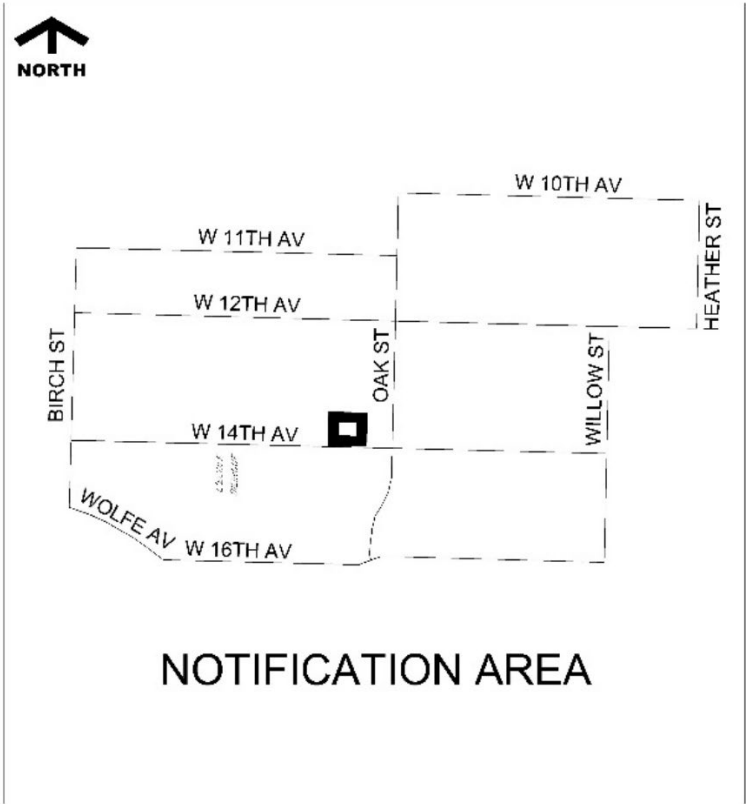 NORTH
W 10TH AV
HEATHER ST
W 11TH AV
W 12TH AV
BIRCH ST
OAK ST
WILLOW ST
W 14TH AV
WOLFE AV
W 16TH AV
NOTIFICATION AREA